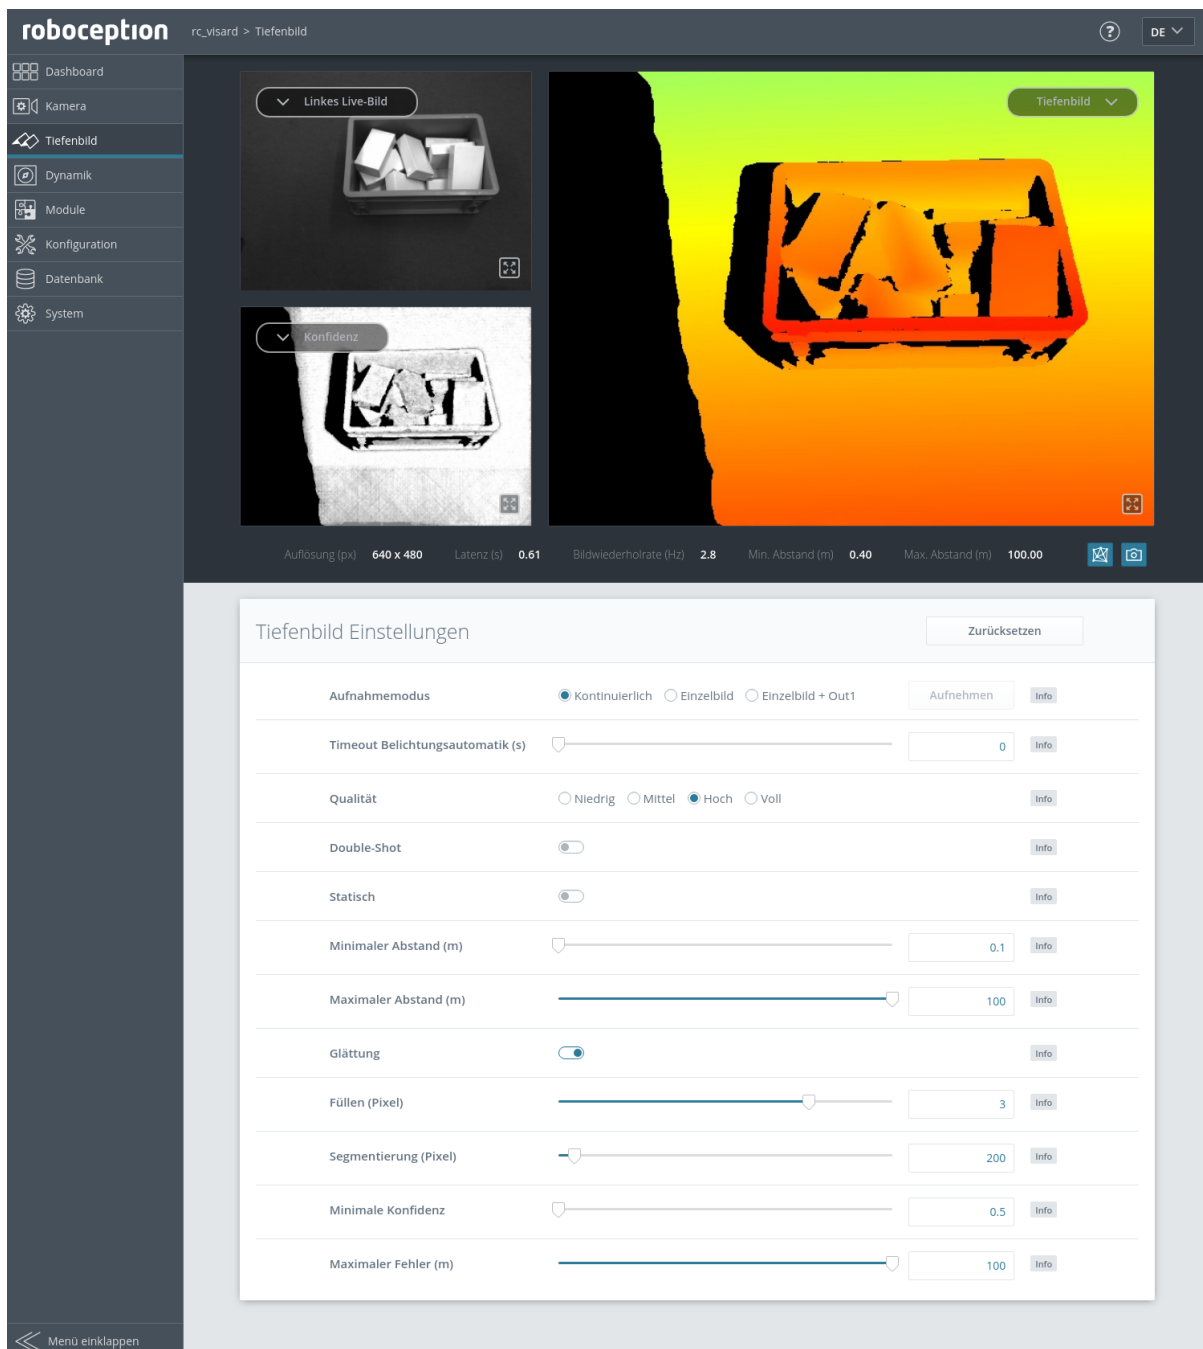 roboception
rc_visard > Tiefenbild
? DE
Dashboard
Kamera
Tiefenbild
Dynamik
Module
Konfiguration
Datenbank
System
Linkes Live-Bild
Tiefenbild
Konfidenz
Auflösung (px) 640 x 480 Latenz (s) 0.61 Bildwiederholrate (Hz) 2.8 Min. Abstand (m) 0.40 Max. Abstand (m) 100.00
Tiefenbild Einstellungen Zurücksetzen
Aufnahmemodus Kontinuierlich Einzelbild Einzelbild + Out1 Aufnehmen Info
Timeout Belichtungsautomatik (s) 0 Info
Qualität Niedrig Mittel Hoch Voll Info
Double-Shot Info
Statisch Info
Minimaler Abstand (m) 0.1 Info
Maximaler Abstand (m) 100 Info
Glättung Info
Füllen (Pixel) 3 Info
Segmentierung (Pixel) 200 Info
Minimale Konfidenz 0.5 Info
Maximaler Fehler (m) 100 Info
Menü einklappen